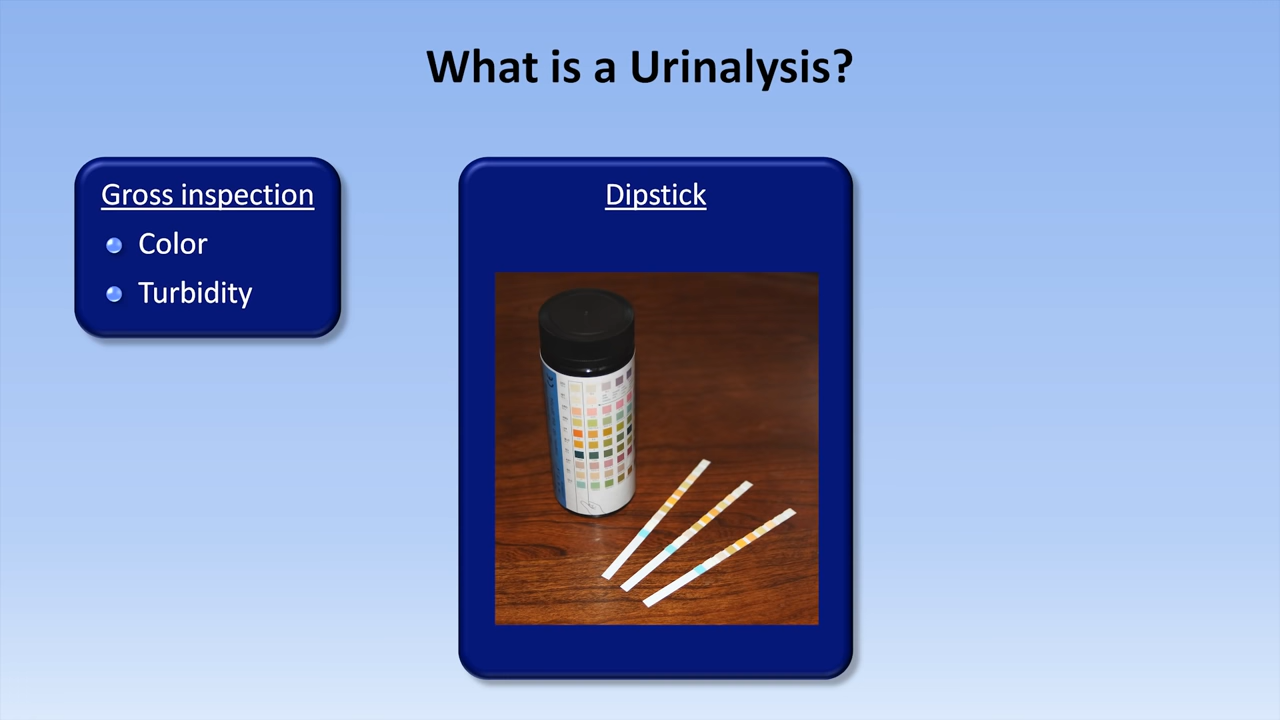 What is a Urinalysis?
Gross inspection
Color
Turbidity
Dipstick